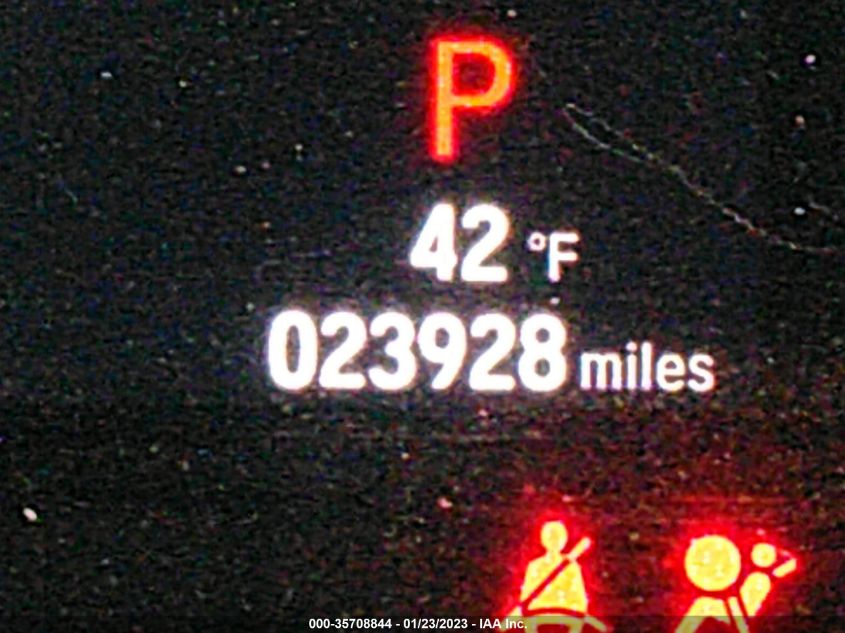 P
42 °F
023928 miles
000-35708844 - 01/23/2023 - IAA Inc.